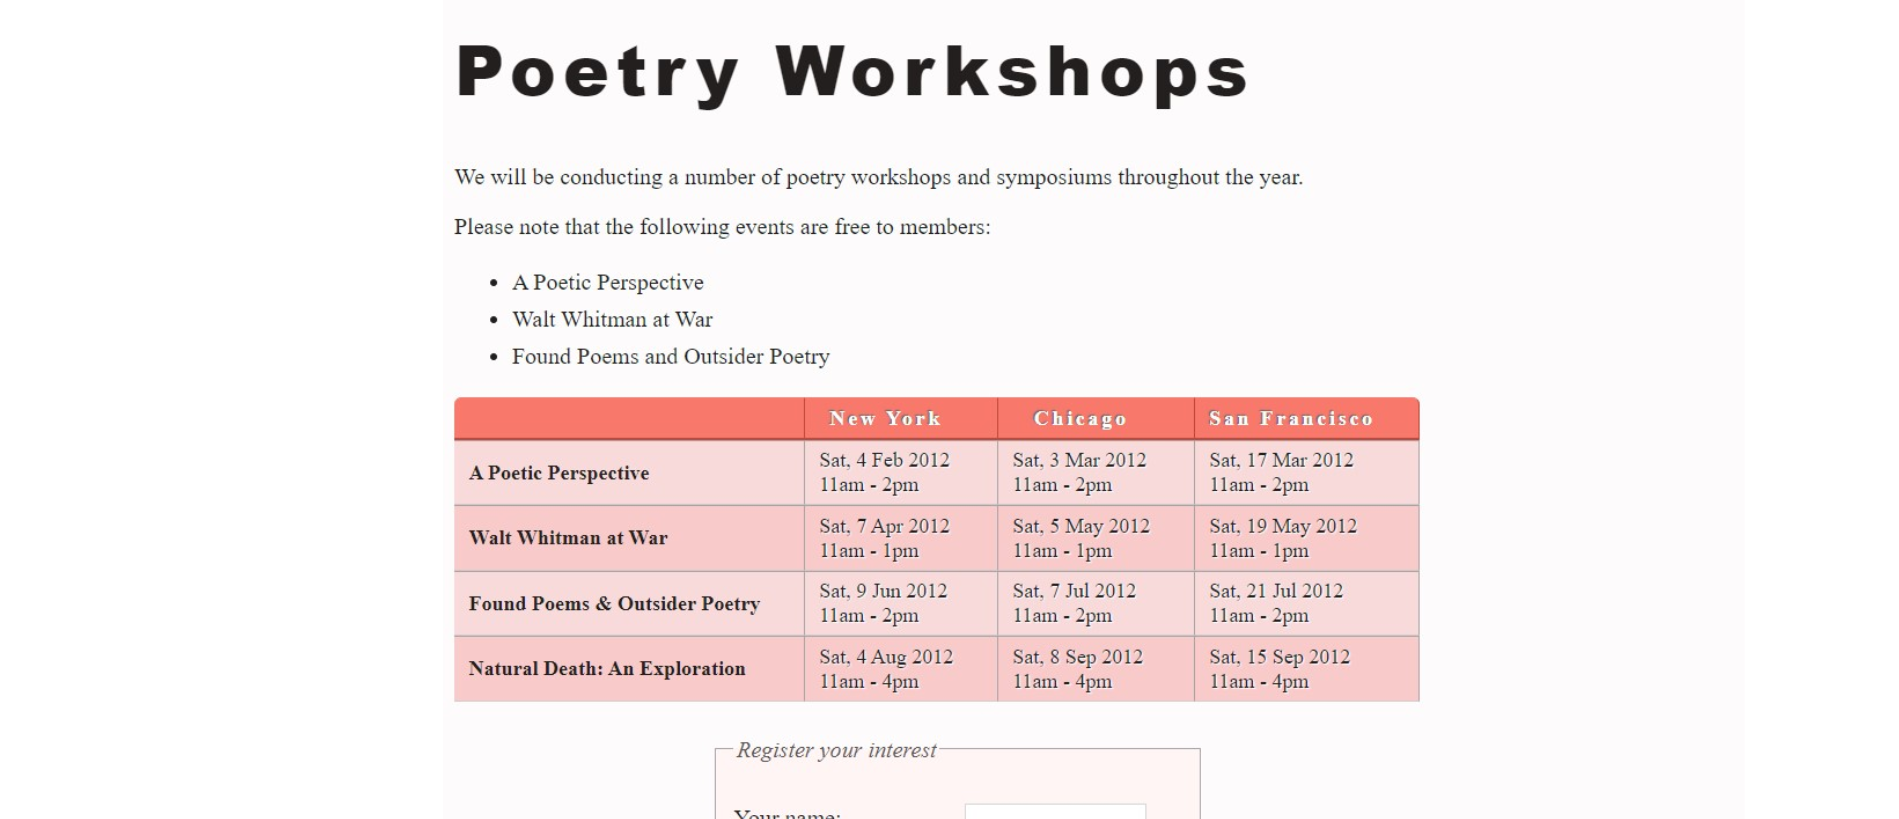 Poetry Workshops
We will be conducting a number of poetry workshops and symposiums throughout the year.
Please note that the following events are free to members:
A Poetic Perspective
Walt Whitman at War
Found Poems and Outsider Poetry
New York Chicago San Francisco
A Poetic Perspective
Sat, 4 Feb 2012
11am - 2pm
Sat, 3 Mar 2012
11am - 2pm
Sat, 17 Mar 2012
11am - 2pm
Walt Whitman at War
Sat, 7 Apr 2012
11am - 1pm
Sat, 5 May 2012
11am - 1pm
Sat, 19 May 2012
11am - 1pm
Found Poems & Outsider Poetry
Sat, 9 Jun 2012
11am - 2pm
Sat, 7 Jul 2012
11am - 2pm
Sat, 21 Jul 2012
11am - 2pm
Natural Death: An Exploration
Sat, 4 Aug 2012
11am - 4pm
Sat, 8 Sep 2012
11am - 4pm
Sat, 15 Sep 2012
11am - 4pm
Register your interest
Your name: